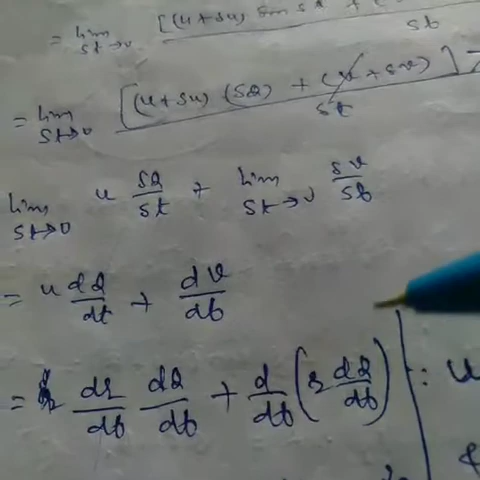 = lim δt→0 [(u+δu) sin δθ + (
δt
= lim δt→0 [(u+δu) (δθ) + (v+δv)]
δt
lim δt→0 u δθ/δt + lim δt→0 δv/δt
= u dθ/dt + dv/dt
= dr/dt dθ/dt + d/dt (r dθ/dt) : u